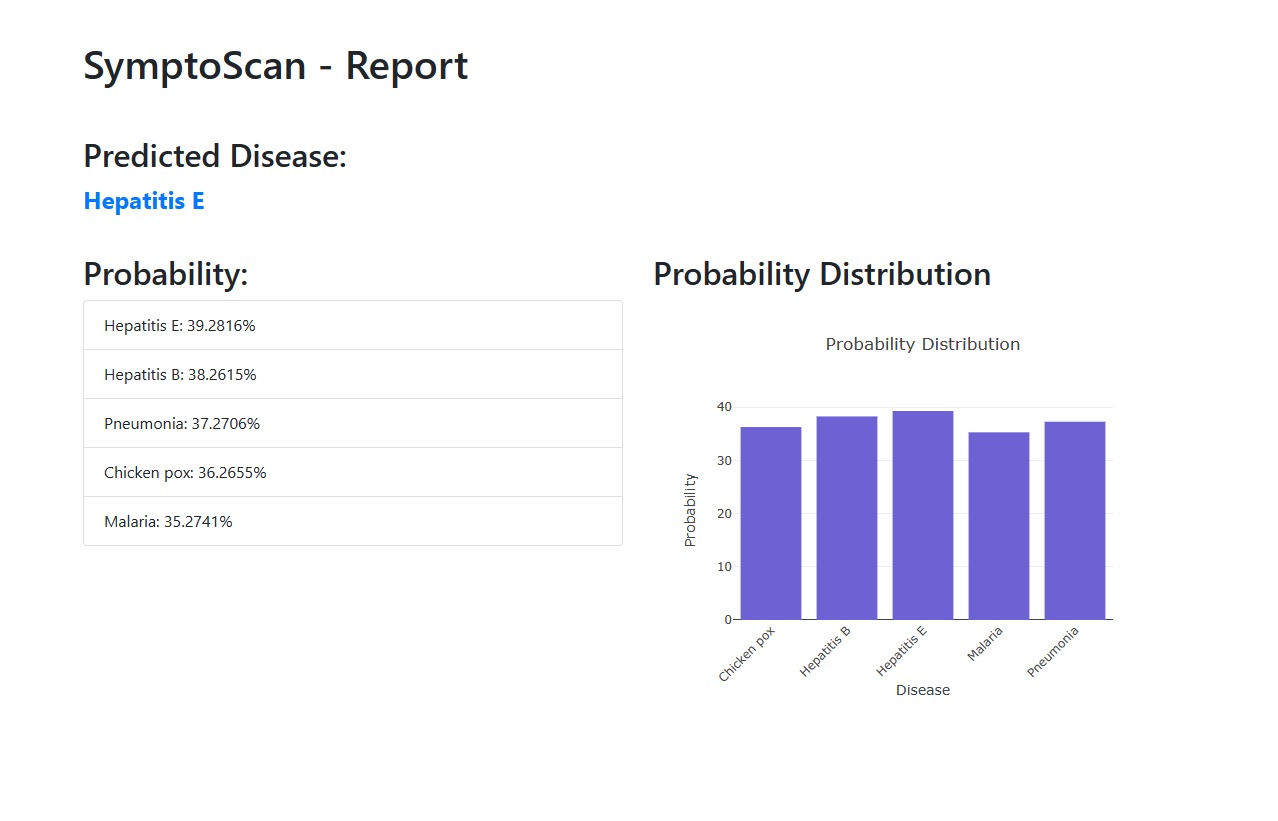 SymptoScan - Report
Predicted Disease:
Hepatitis E
Probability:
Hepatitis E: 39.2816%
Hepatitis B: 38.2615%
Pneumonia: 37.2706%
Chicken pox: 36.2655%
Malaria: 35.2741%
Probability Distribution
Probability Distribution
Probability
40
30
20
10
0
Chicken pox
Hepatitis B
Hepatitis E
Malaria
Pneumonia
Disease